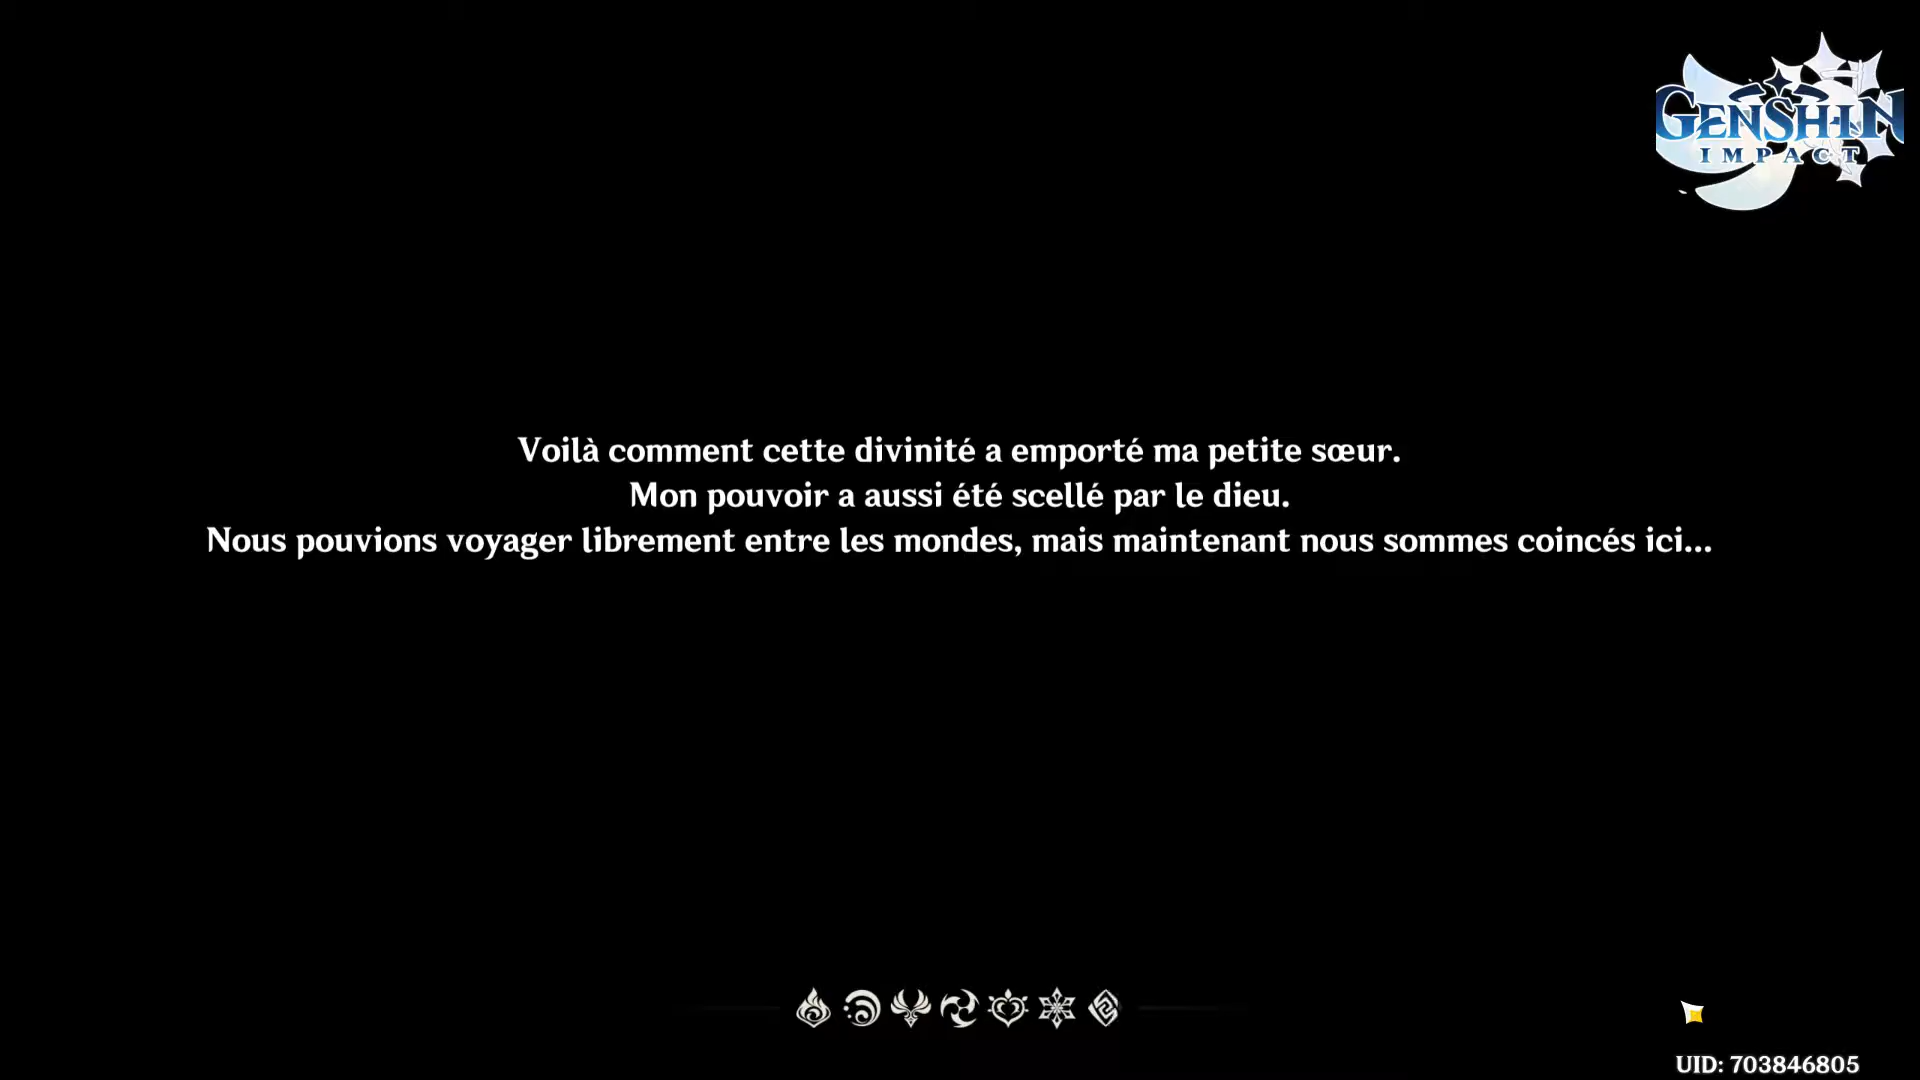 GENSHIN
IMPACT
Voilà comment cette divinité a emporté ma petite sœur.
Mon pouvoir a aussi été scellé par le dieu.
Nous pouvions voyager librement entre les mondes, mais maintenant nous sommes coincés ici...
UID: 703846805